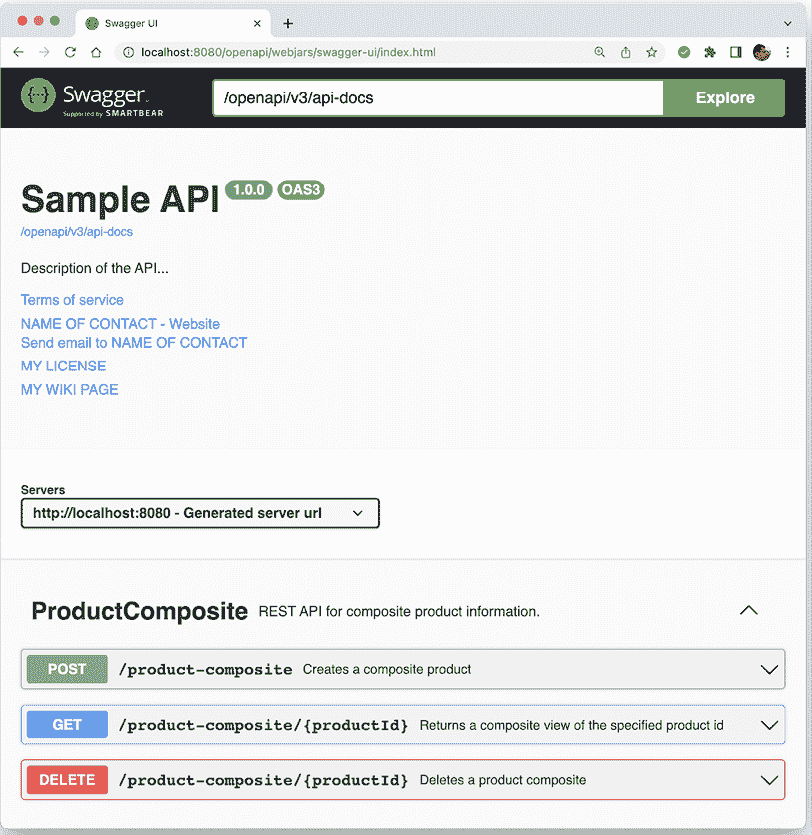 Swagger UI
localhost:8080/openapi/webjars/swagger-ui/index.html
Swagger
Supported by SMARTBEAR
/openapi/v3/api-docs
Explore
Sample API 1.0.0 OAS3
/openapi/v3/api-docs
Description of the API...
Terms of service
NAME OF CONTACT - Website
Send email to NAME OF CONTACT
MY LICENSE
MY WIKI PAGE
Servers
http://localhost:8080 - Generated server url
ProductComposite REST API for composite product information.
POST /product-composite Creates a composite product
GET /product-composite/{productId} Returns a composite view of the specified product id
DELETE /product-composite/{productId} Deletes a product composite